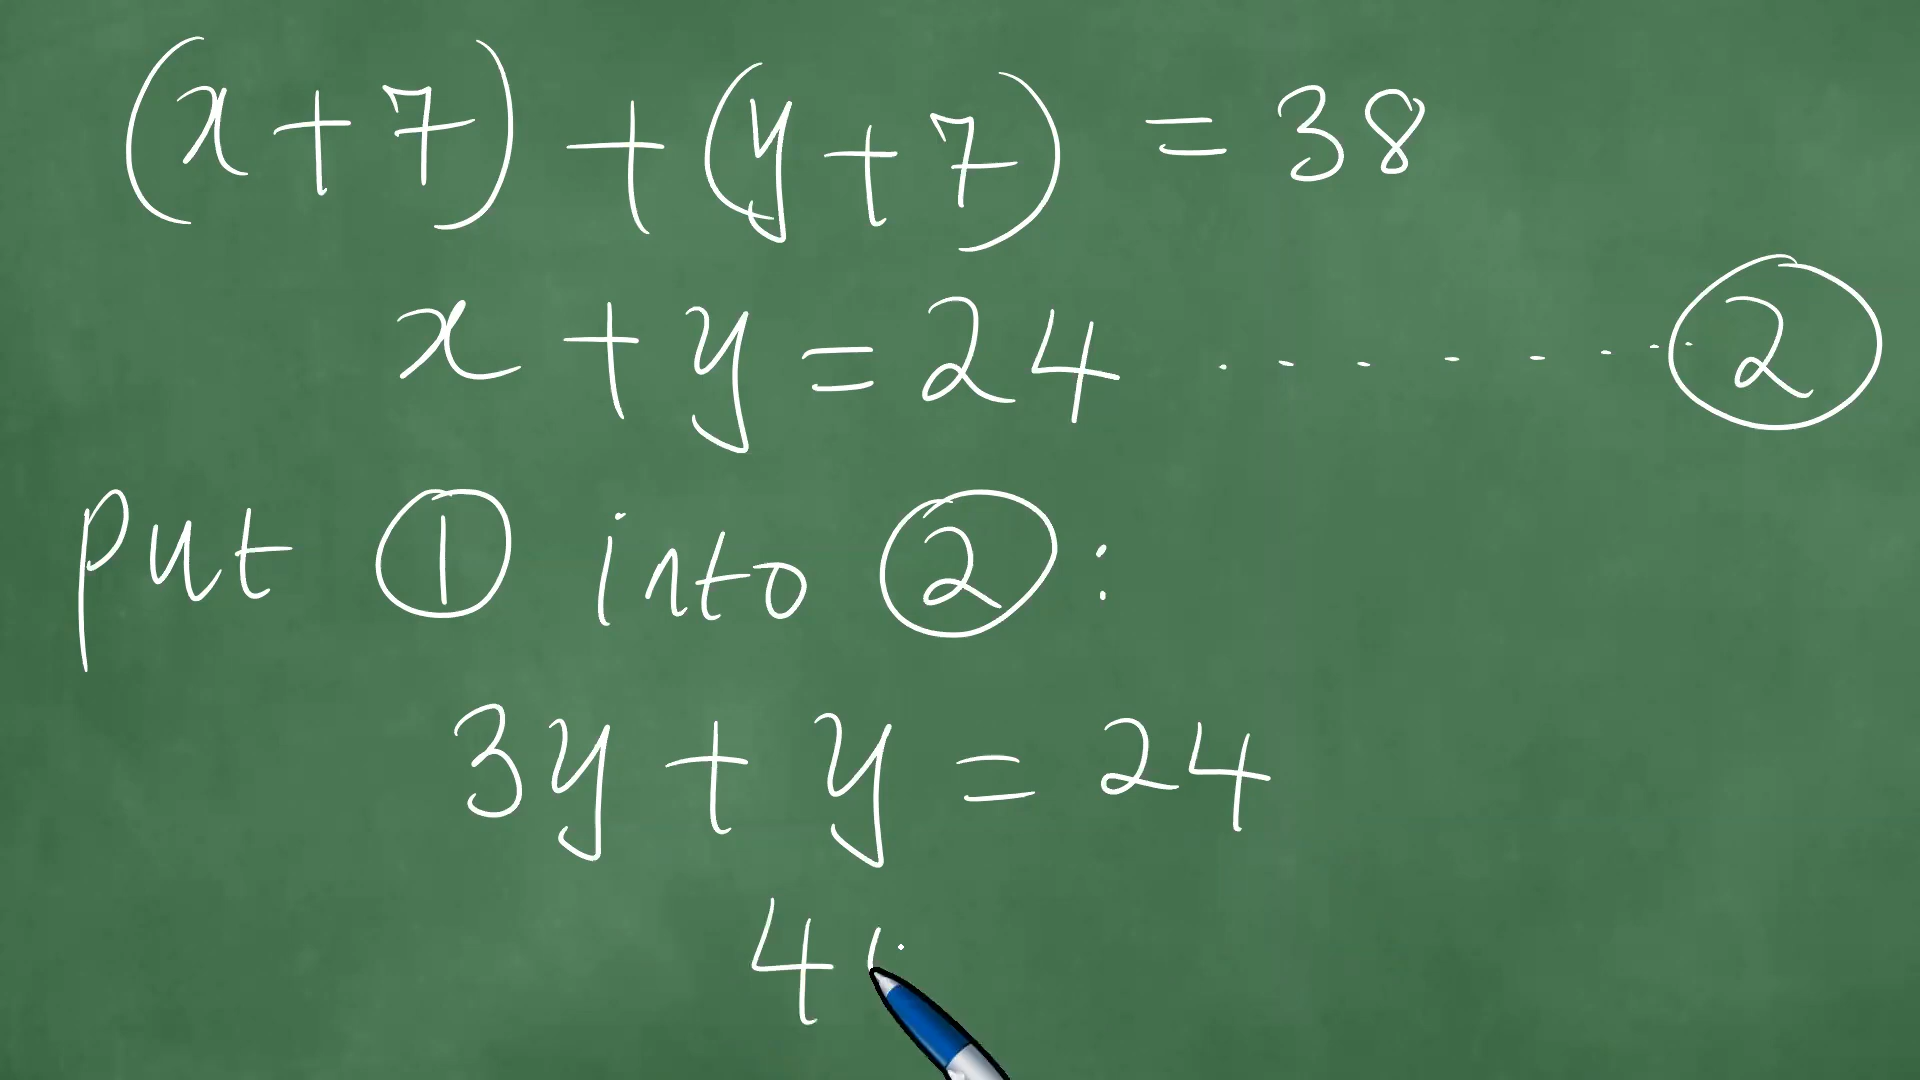 (x+7) + (y+7) = 38
x + y = 24 . - - - - - - . ②
put ① into ② :
3y + y = 24
4